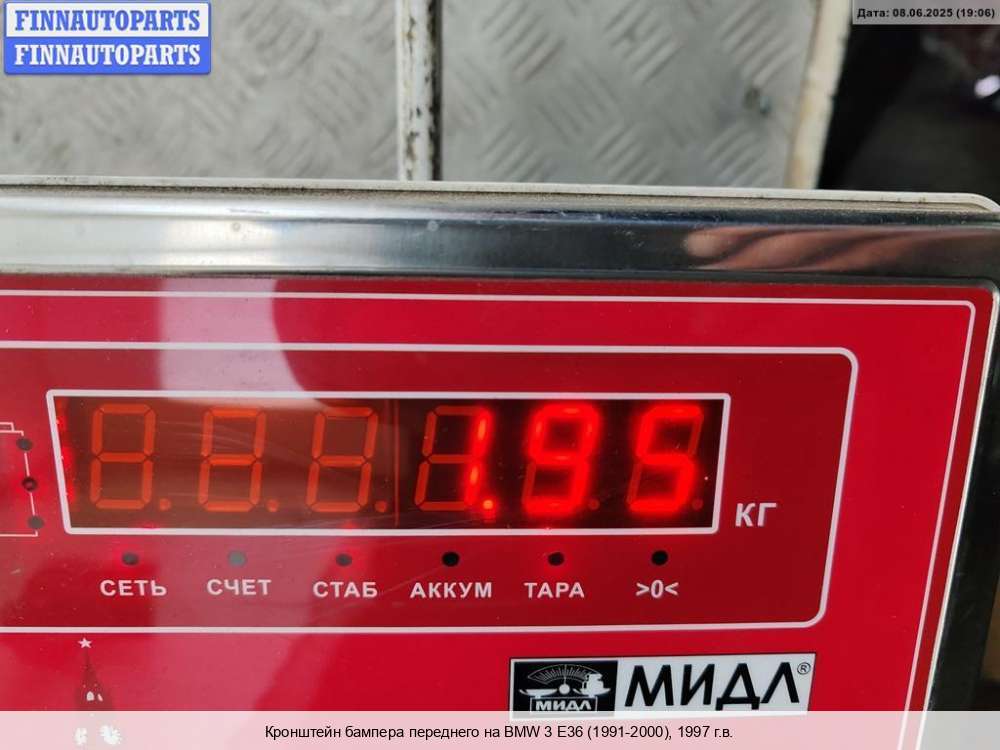 FINNAUTOPARTS
FINNAUTOPARTS
Дата: 08.06.2025 (19:06)
1.95
КГ
СЕТЬ СЧЕТ СТАБ АККУМ ТАРА >0<
МИДЛ МИДЛ®
Кронштейн бампера переднего на BMW 3 E36 (1991-2000), 1997 г.в.